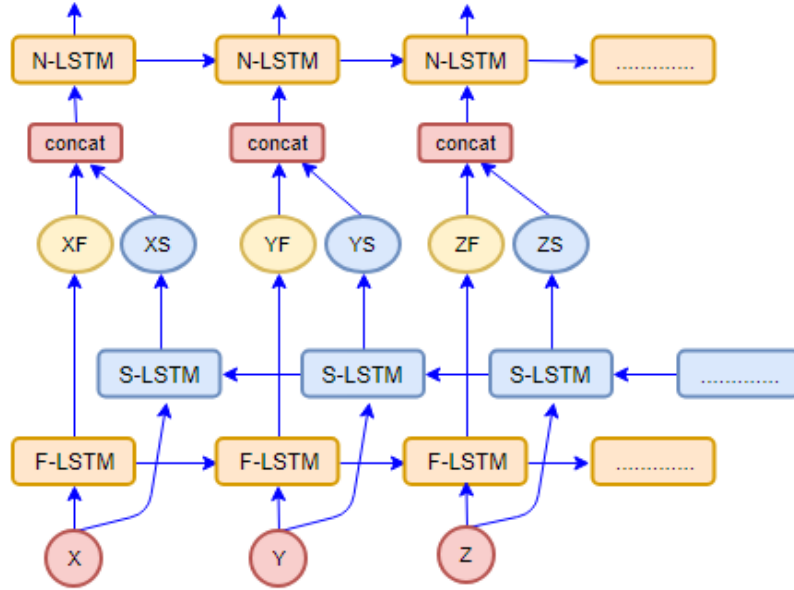 N-LSTM N-LSTM N-LSTM .............
concat concat concat
XF XS YF YS ZF ZS
S-LSTM S-LSTM S-LSTM .............
F-LSTM F-LSTM F-LSTM .............
X Y Z